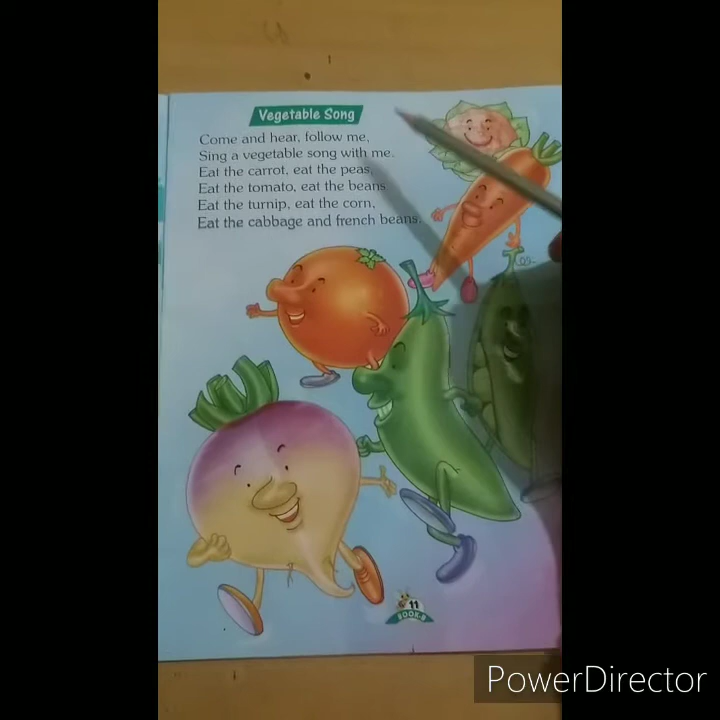 Vegetable Song
Come and hear, follow me,
Sing a vegetable song with me.
Eat the carrot, eat the peas,
Eat the tomato, eat the beans
Eat the turnip, eat the corn,
Eat the cabbage and french beans.
11
BOOK-B
PowerDirector